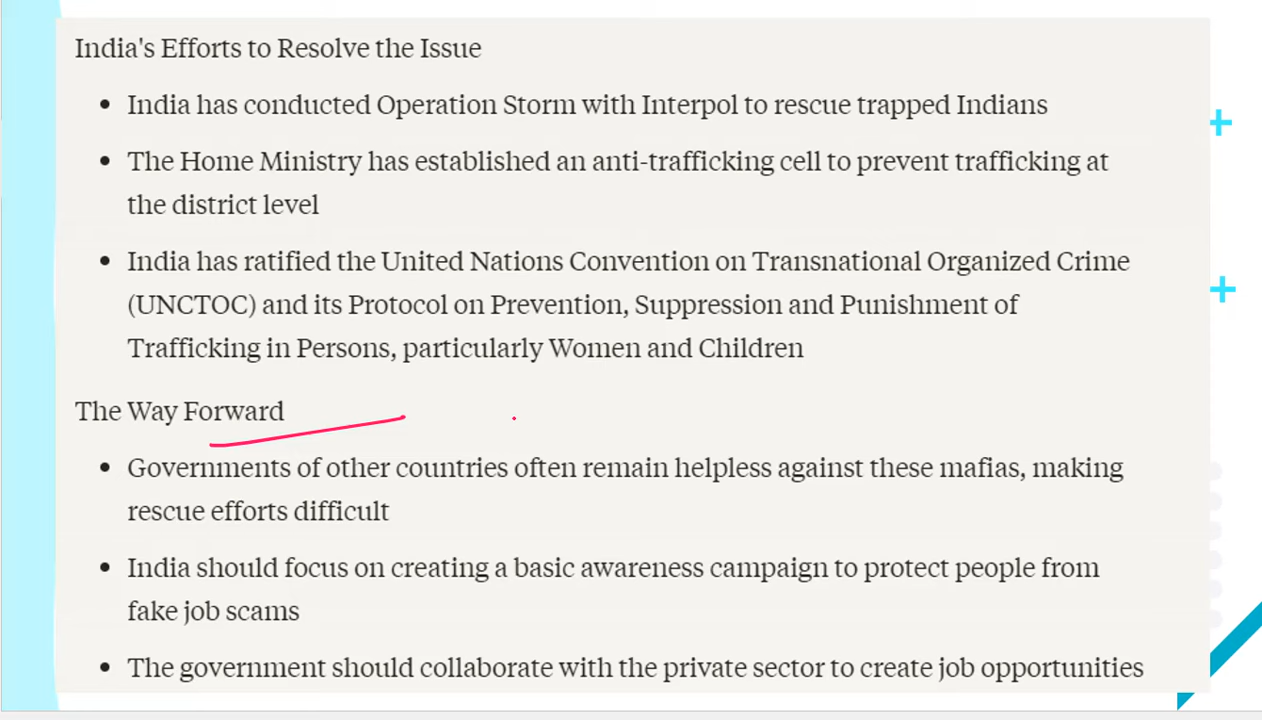 India's Efforts to Resolve the Issue
• India has conducted Operation Storm with Interpol to rescue trapped Indians
• The Home Ministry has established an anti-trafficking cell to prevent trafficking at
the district level
• India has ratified the United Nations Convention on Transnational Organized Crime
(UNCTOC) and its Protocol on Prevention, Suppression and Punishment of
Trafficking in Persons, particularly Women and Children
The Way Forward
• Governments of other countries often remain helpless against these mafias, making
rescue efforts difficult
• India should focus on creating a basic awareness campaign to protect people from
fake job scams
• The government should collaborate with the private sector to create job opportunities